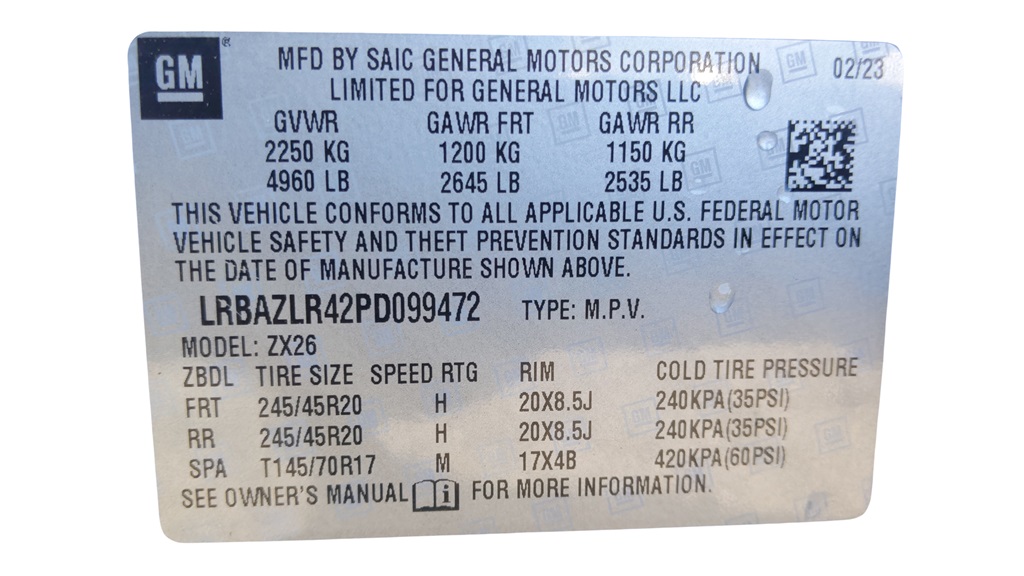 GM ®
MFD BY SAIC GENERAL MOTORS CORPORATION 02/23
LIMITED FOR GENERAL MOTORS LLC
GVWR GAWR FRT GAWR RR
2250 KG 1200 KG 1150 KG
4960 LB 2645 LB 2535 LB
THIS VEHICLE CONFORMS TO ALL APPLICABLE U.S. FEDERAL MOTOR
VEHICLE SAFETY AND THEFT PREVENTION STANDARDS IN EFFECT ON
THE DATE OF MANUFACTURE SHOWN ABOVE.
LRBAZLR42PD099472 TYPE: M.P.V.
MODEL: ZX26
ZBDL TIRE SIZE SPEED RTG RIM COLD TIRE PRESSURE
FRT 245/45R20 H 20X8.5J 240KPA(35PSI)
RR 245/45R20 H 20X8.5J 240KPA(35PSI)
SPA T145/70R17 M 17X4B 420KPA(60PSI)
SEE OWNER'S MANUAL FOR MORE INFORMATION.